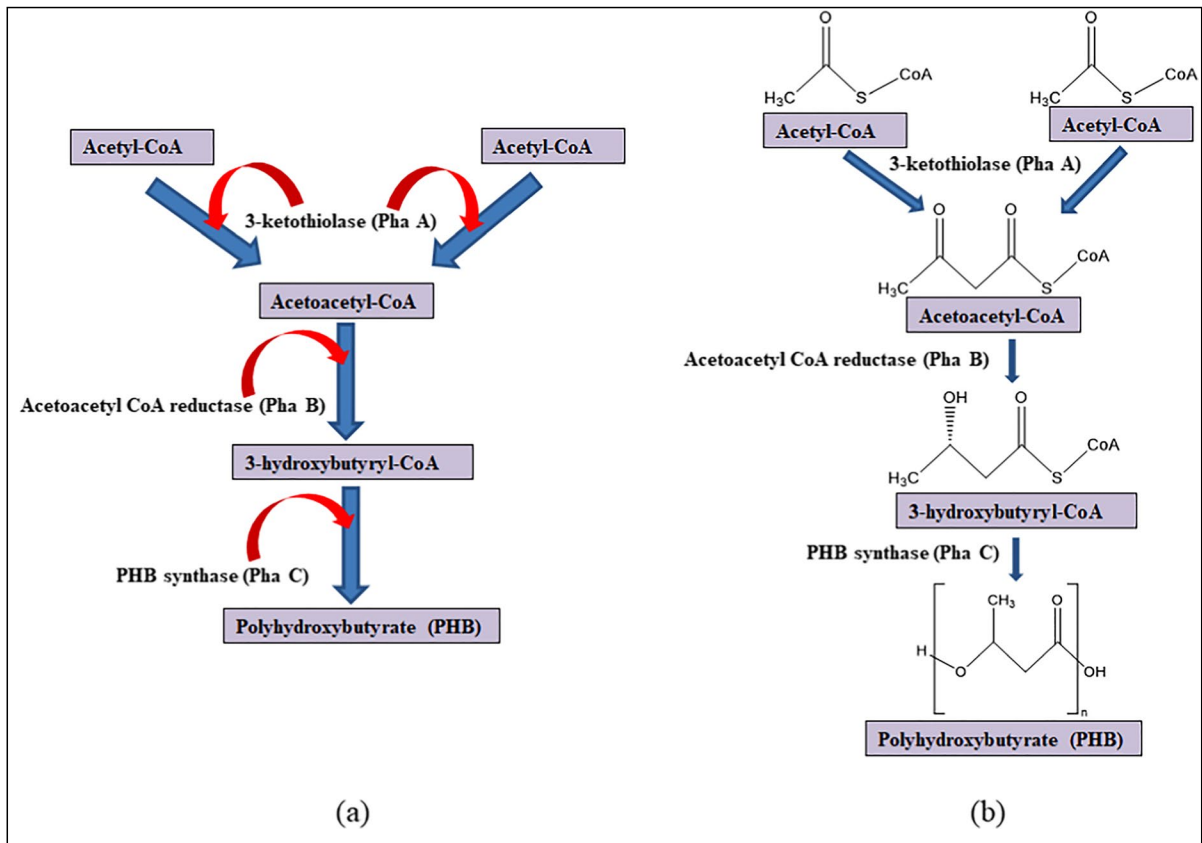 Acetyl-CoA
Acetyl-CoA
3-ketothiolase (Pha A)
Acetoacetyl-CoA
Acetoacetyl CoA reductase (Pha B)
3-hydroxybutyryl-CoA
PHB synthase (Pha C)
Polyhydroxybutyrate (PHB)
(a)
O
H₃C
S
CoA
Acetyl-CoA
O
H₃C
S
CoA
Acetyl-CoA
3-ketothiolase (Pha A)
O
O
H₃C
S
CoA
Acetoacetyl-CoA
Acetoacetyl CoA reductase (Pha B)
OH
O
H₃C
S
CoA
3-hydroxybutyryl-CoA
PHB synthase (Pha C)
CH₃
O
H
O
OH
n
Polyhydroxybutyrate (PHB)
(b)